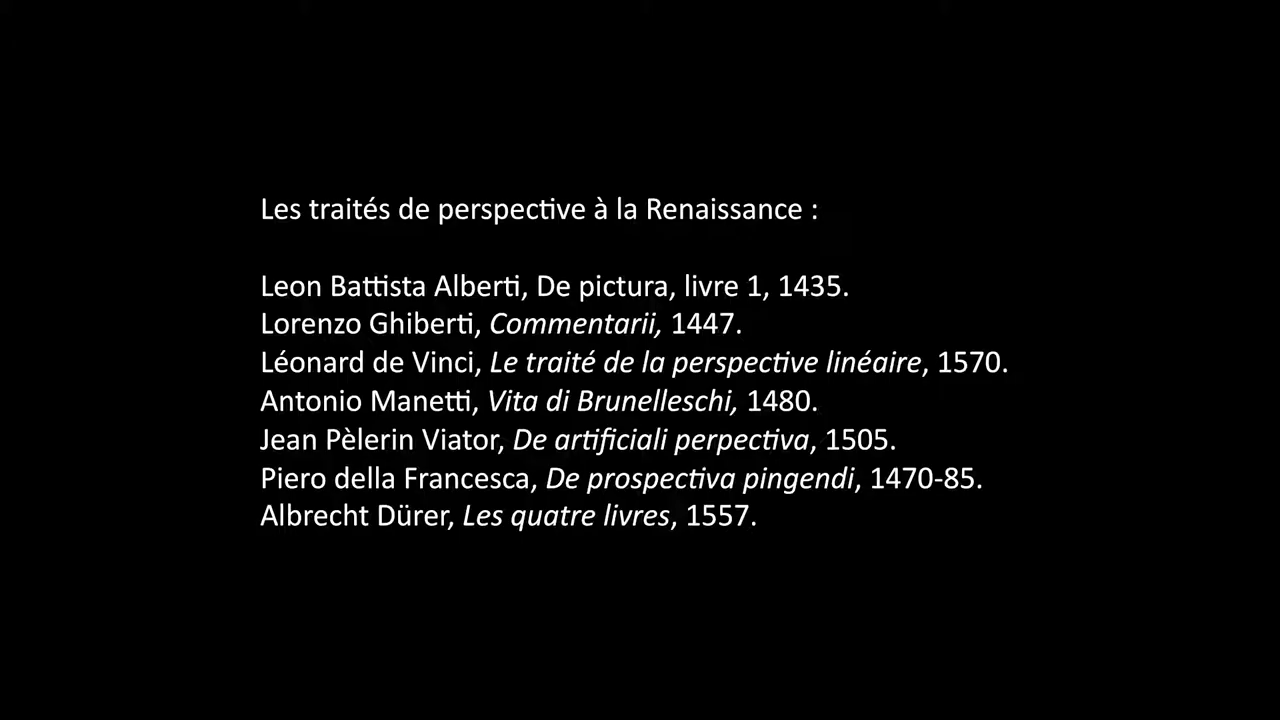 Les traités de perspective à la Renaissance :
Leon Battista Alberti, De pictura, livre 1, 1435.
Lorenzo Ghiberti, Commentarii, 1447.
Léonard de Vinci, Le traité de la perspective linéaire, 1570.
Antonio Manetti, Vita di Brunelleschi, 1480.
Jean Pèlerin Viator, De artificiali perpectiva, 1505.
Piero della Francesca, De prospectiva pingendi, 1470-85.
Albrecht Dürer, Les quatre livres, 1557.